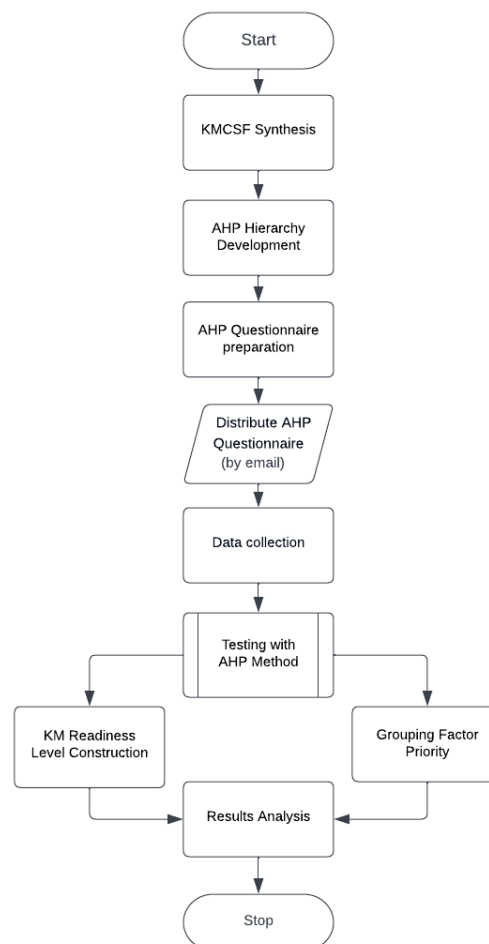 Start
KMCSF Synthesis
AHP Hierarchy
Development
AHP Questionnaire
preparation
Distribute AHP
Questionnaire
(by email)
Data collection
Testing with
AHP Method
KM Readiness
Level Construction
Grouping Factor
Priority
Results Analysis
Stop